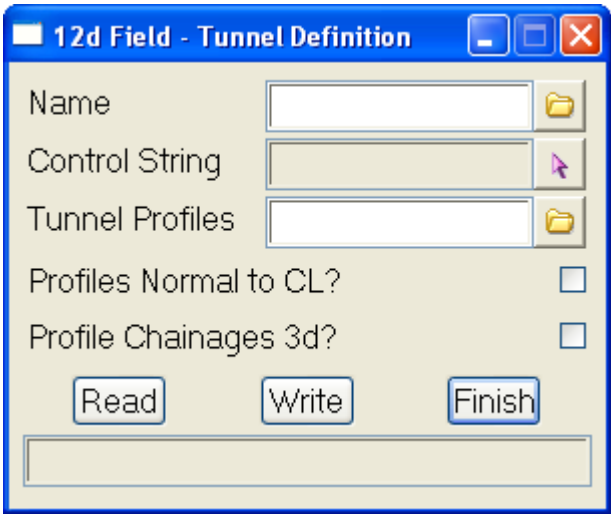 12d Field - Tunnel Definition
Name
Control String
Tunnel Profiles
Profiles Normal to CL?
Profile Chainages 3d?
Read Write Finish